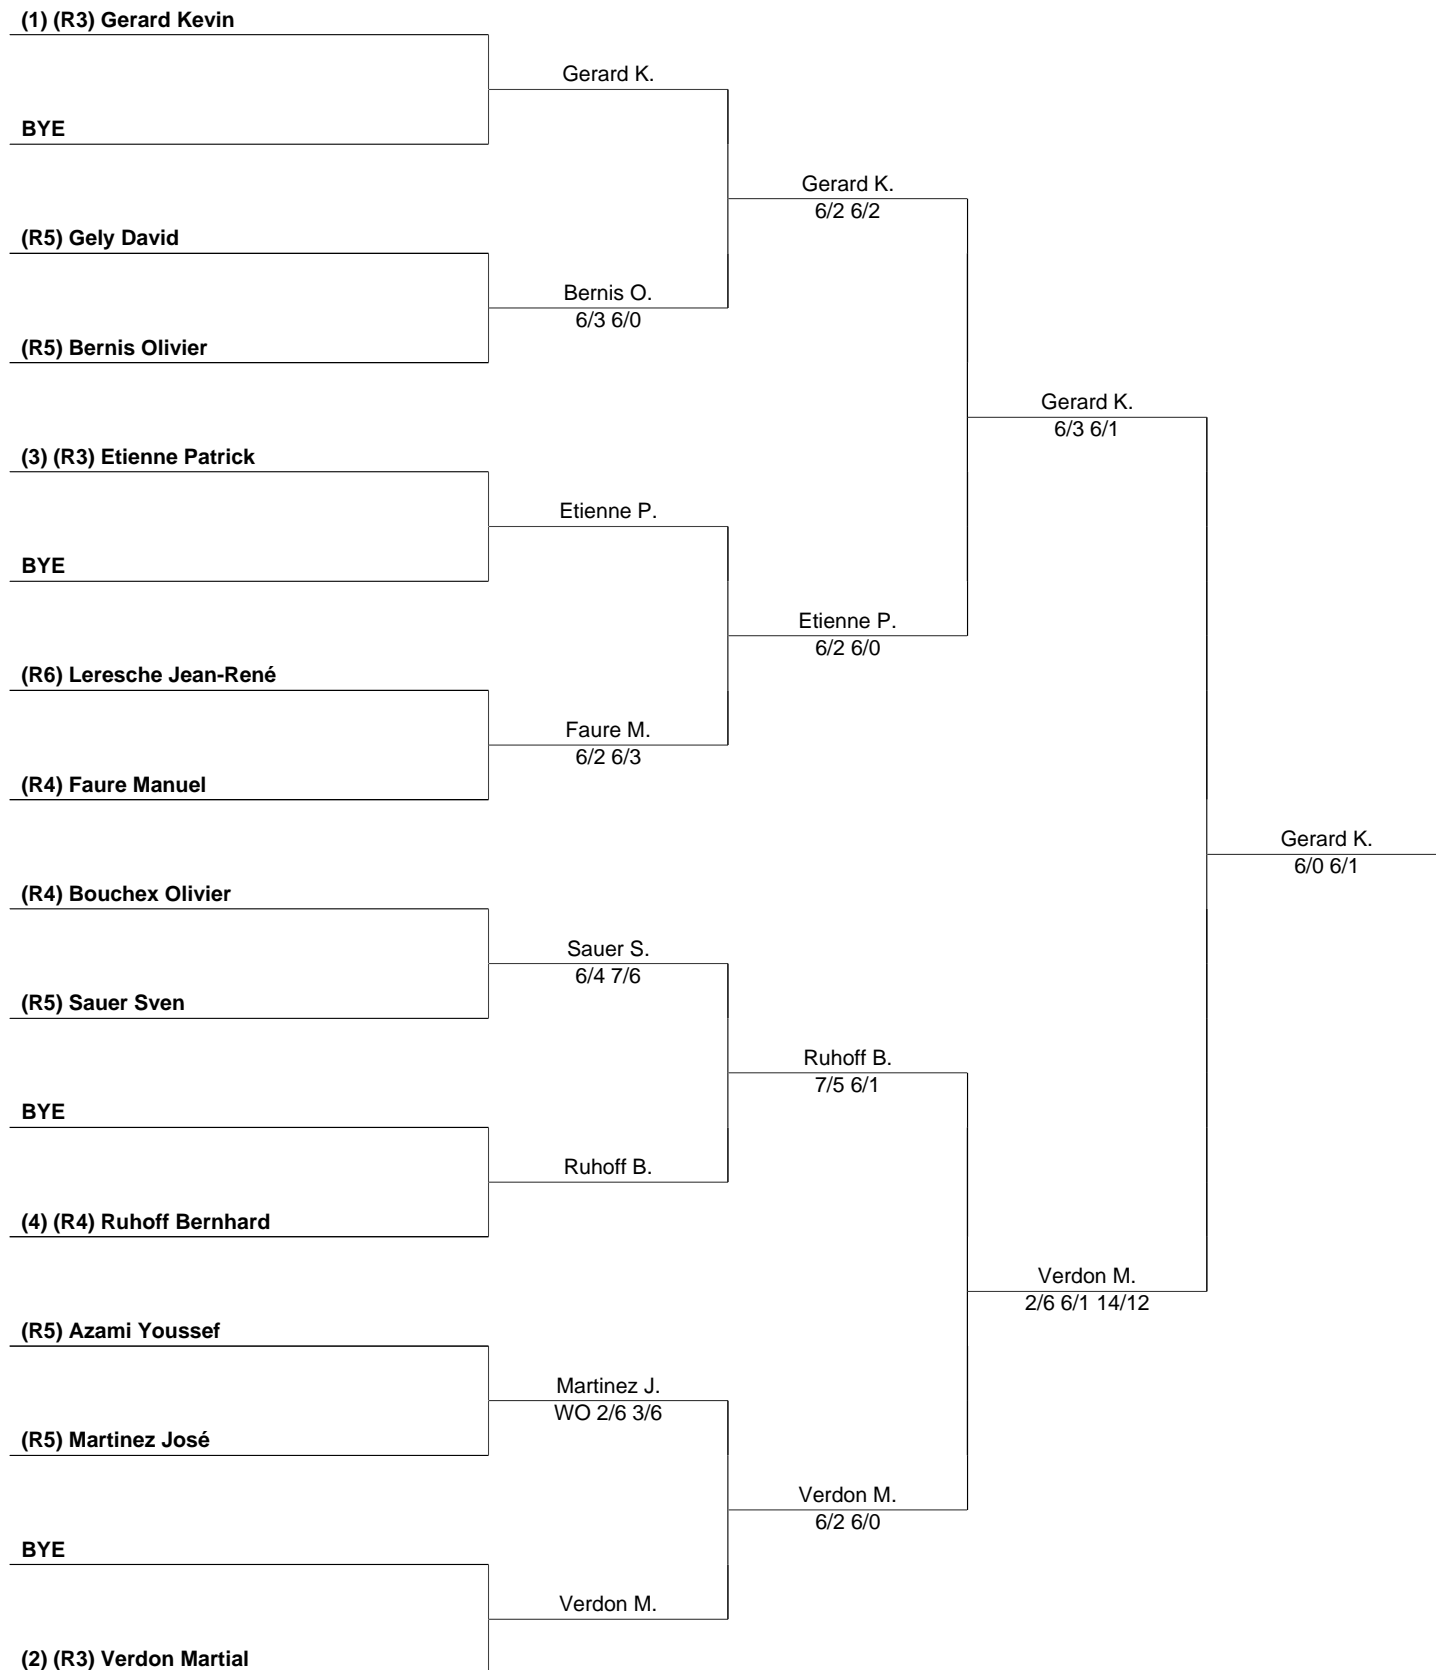 (1) (R3) Gerard Kevin
Gerard K.
BYE
Gerard K.
6/2 6/2
(R5) Gely David
Bernis O.
6/3 6/0
(R5) Bernis Olivier
Gerard K.
6/3 6/1
(3) (R3) Etienne Patrick
Etienne P.
BYE
Etienne P.
6/2 6/0
(R6) Leresche Jean-René
Faure M.
6/2 6/3
(R4) Faure Manuel
Gerard K.
6/0 6/1
(R4) Bouchex Olivier
Sauer S.
6/4 7/6
(R5) Sauer Sven
Ruhoff B.
7/5 6/1
BYE
Ruhoff B.
(4) (R4) Ruhoff Bernhard
Verdon M.
2/6 6/1 14/12
(R5) Azami Youssef
Martinez J.
WO 2/6 3/6
(R5) Martinez José
Verdon M.
6/2 6/0
BYE
Verdon M.
(2) (R3) Verdon Martial